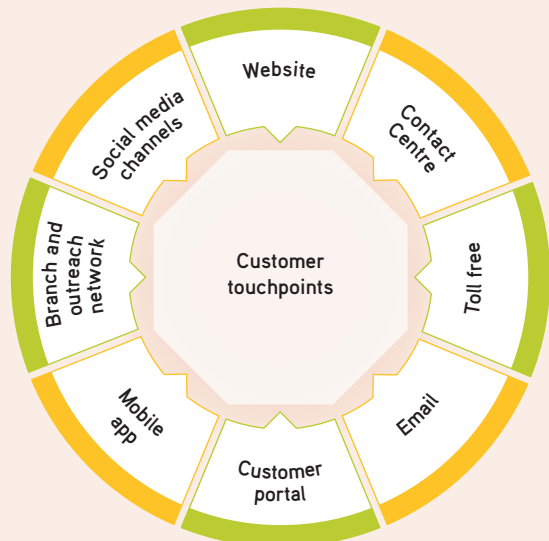 Website
Contact
Centre
Toll free
Email
Customer
portal
Mobile
app
Branch and
outreach
network
Social media
channels
Customer
touchpoints